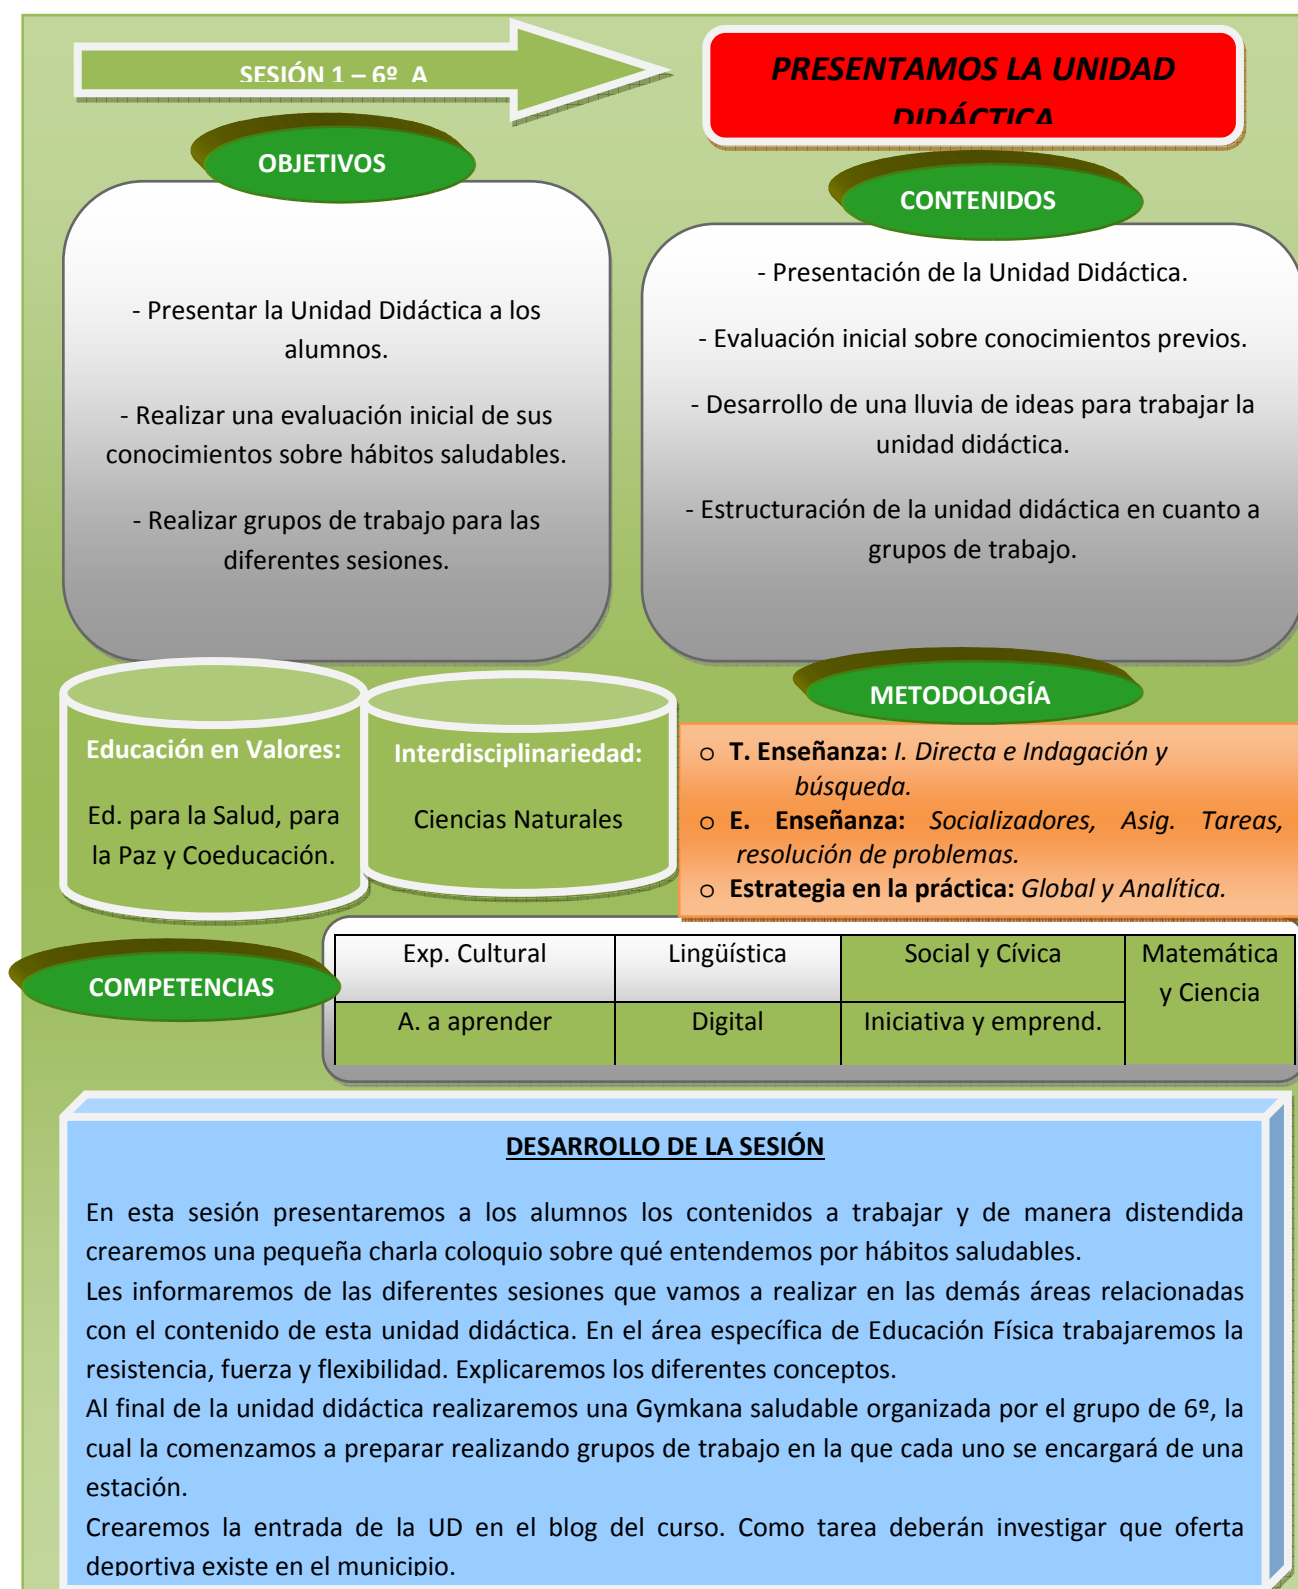 SESIÓN 1 – 6º A
PRESENTAMOS LA UNIDAD
DIDÁCTICA
OBJETIVOS
- Presentar la Unidad Didáctica a los
alumnos.
- Realizar una evaluación inicial de sus
conocimientos sobre hábitos saludables.
- Realizar grupos de trabajo para las
diferentes sesiones.
CONTENIDOS
- Presentación de la Unidad Didáctica.
- Evaluación inicial sobre conocimientos previos.
- Desarrollo de una lluvia de ideas para trabajar la
unidad didáctica.
- Estructuración de la unidad didáctica en cuanto a
grupos de trabajo.
Educación en Valores:
Ed. para la Salud, para
la Paz y Coeducación.
Interdisciplinariedad:
Ciencias Naturales
METODOLOGÍA
o T. Enseñanza: I. Directa e Indagación y
búsqueda.
o E. Enseñanza: Socializadores, Asig. Tareas,
resolución de problemas.
o Estrategia en la práctica: Global y Analítica.
COMPETENCIAS
Exp. Cultural Lingüística Social y Cívica Matemática
y Ciencia
A. a aprender Digital Iniciativa y emprend.
DESARROLLO DE LA SESIÓN
En esta sesión presentaremos a los alumnos los contenidos a trabajar y de manera distendida
crearemos una pequeña charla coloquio sobre qué entendemos por hábitos saludables.
Les informaremos de las diferentes sesiones que vamos a realizar en las demás áreas relacionadas
con el contenido de esta unidad didáctica. En el área específica de Educación Física trabajaremos la
resistencia, fuerza y flexibilidad. Explicaremos los diferentes conceptos.
Al final de la unidad didáctica realizaremos una Gymkana saludable organizada por el grupo de 6º, la
cual la comenzamos a preparar realizando grupos de trabajo en la que cada uno se encargará de una
estación.
Crearemos la entrada de la UD en el blog del curso. Como tarea deberán investigar que oferta
deportiva existe en el municipio.